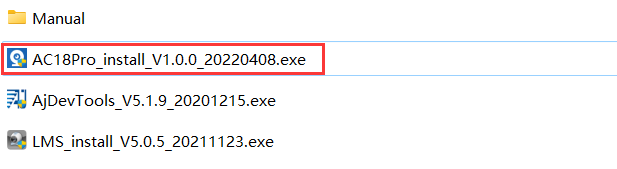 Manual
AC18Pro_install_V1.0.0_20220408.exe
AjDevTools_V5.1.9_20201215.exe
LMS_install_V5.0.5_20211123.exe